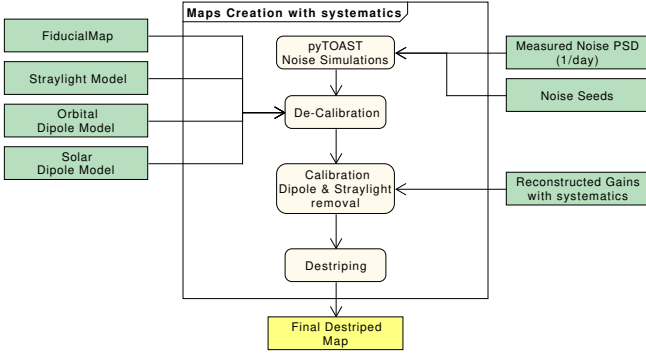 Maps Creation with systematics
FiducialMap
Straylight Model
Orbital
Dipole Model
Solar
Dipole Model
pyTOAST
Noise Simulations
De-Calibration
Calibration
Dipole & Straylight
removal
Destriping
Measured Noise PSD
(1/day)
Noise Seeds
Reconstructed Gains
with systematics
Final Destriped
Map